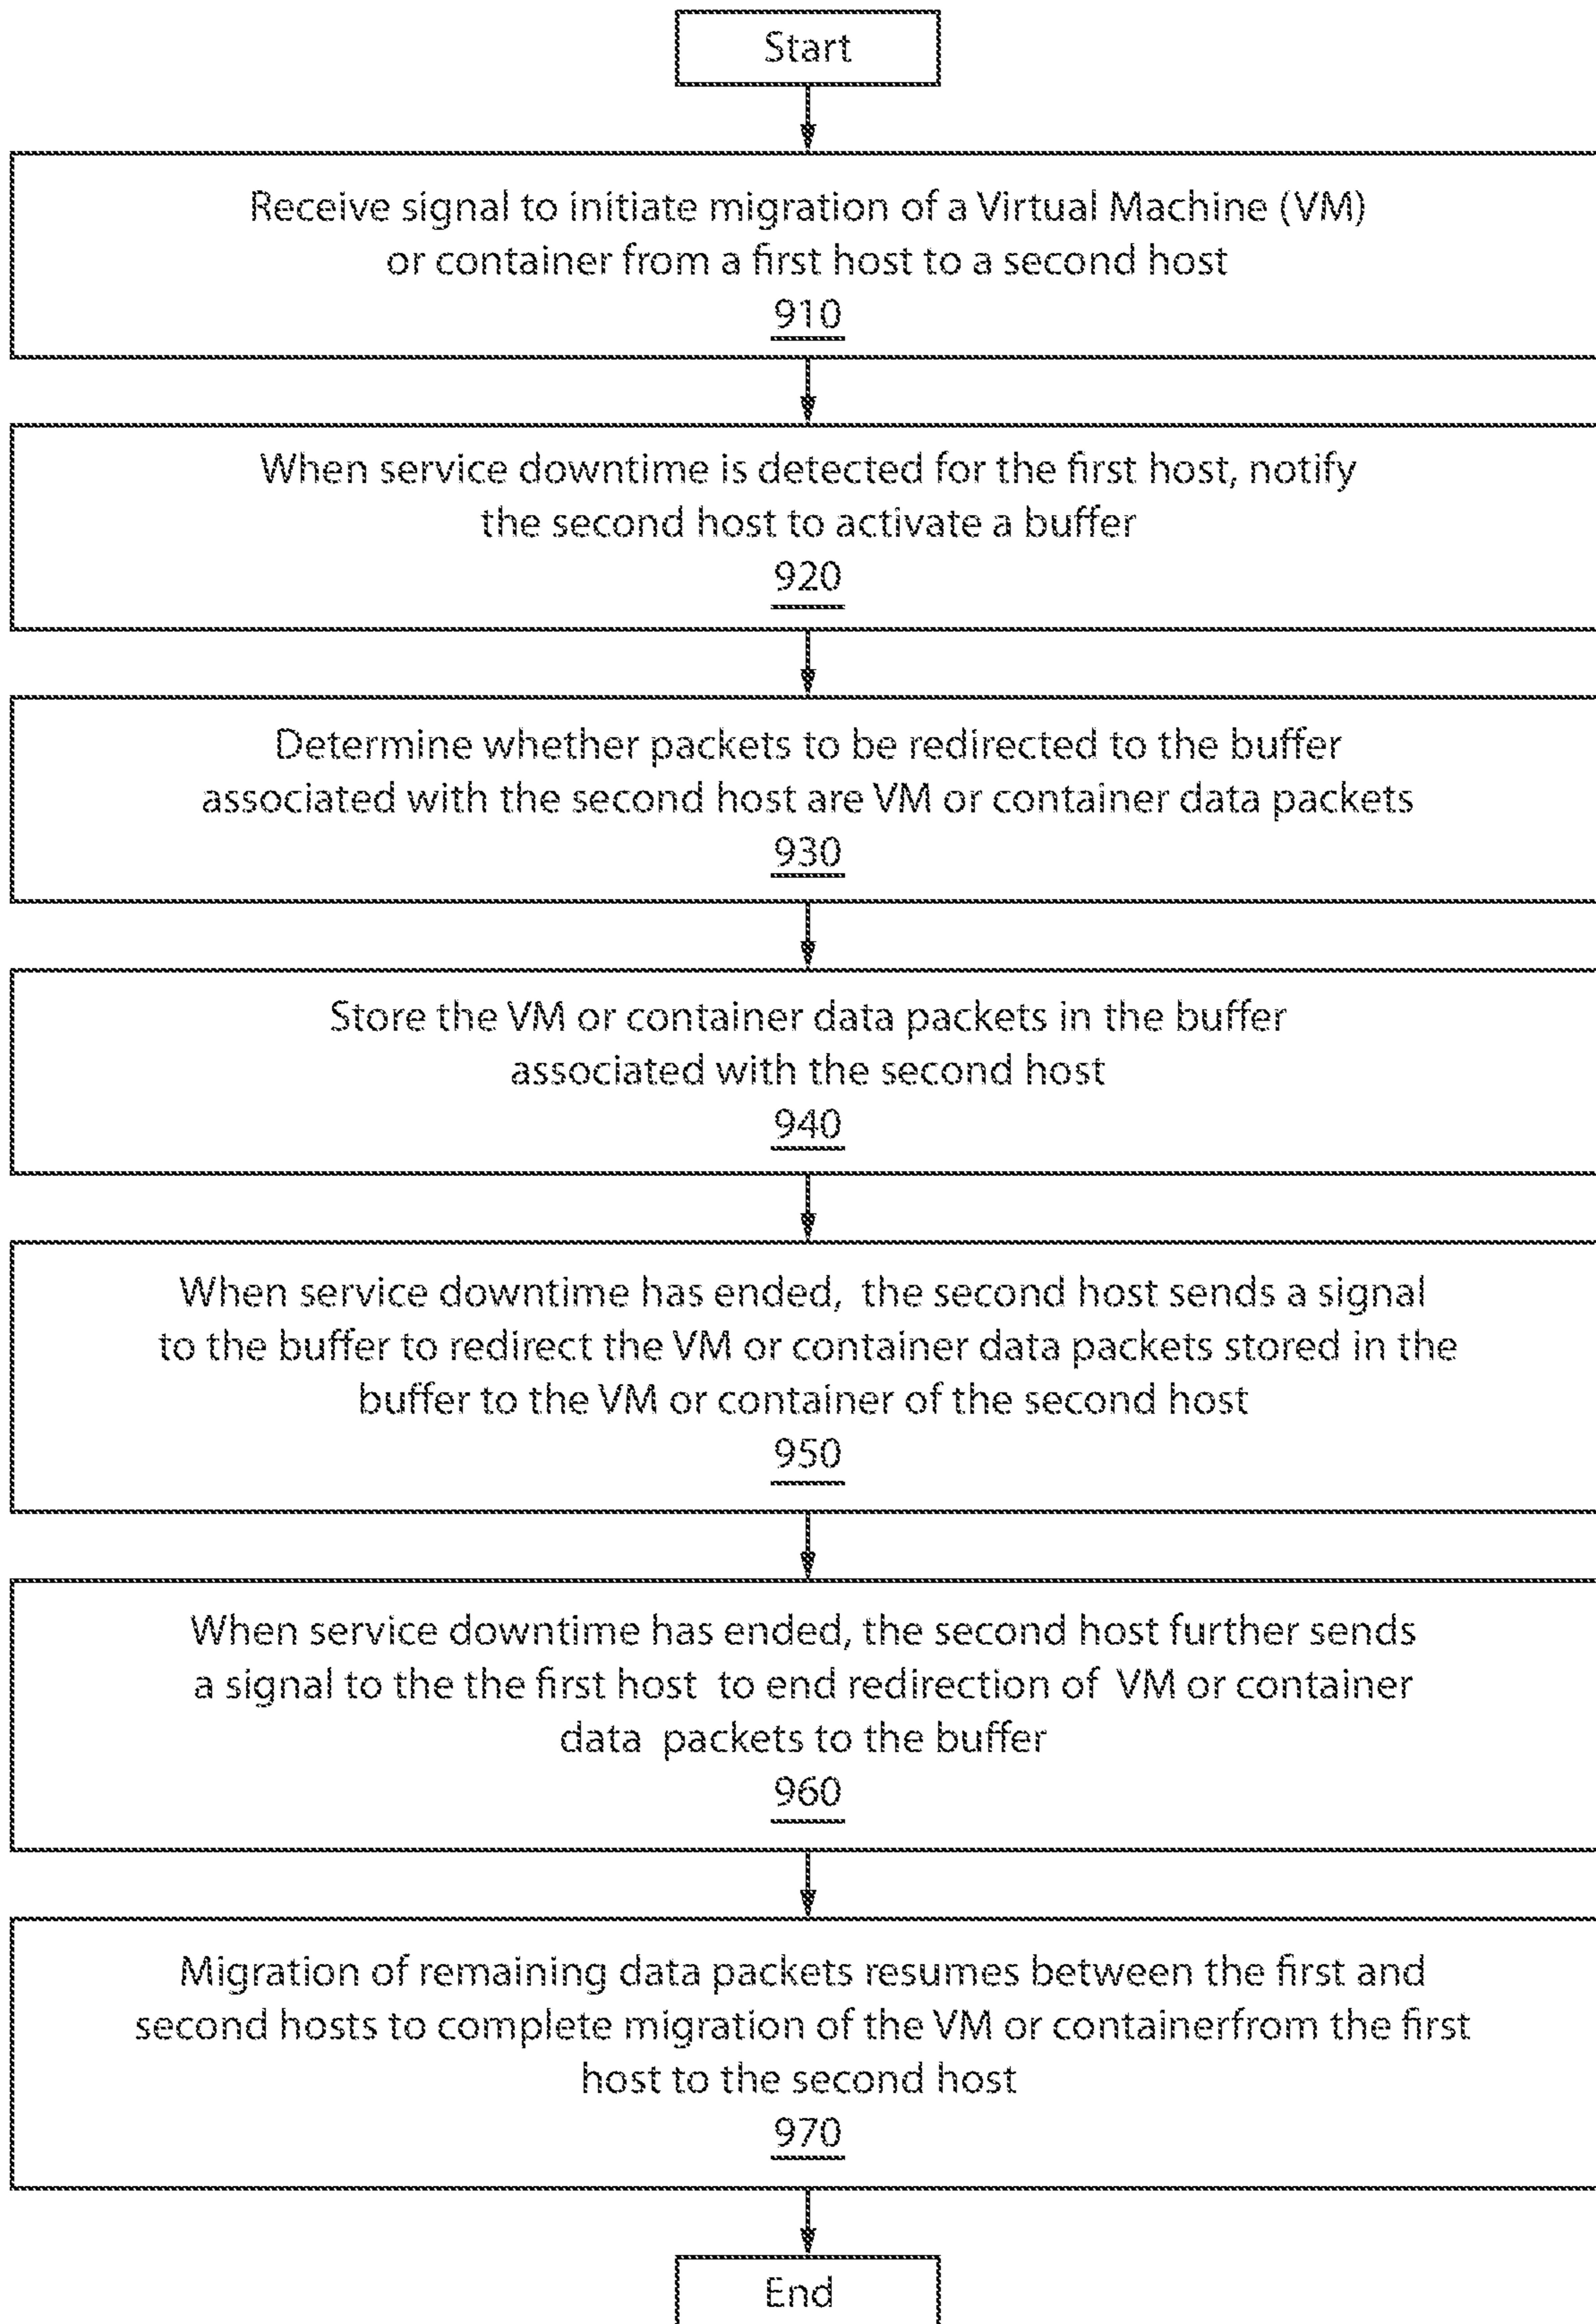 Start
Receive signal to initiate migration of a Virtual Machine (VM)
or container from a first host to a second host
910
When service downtime is detected for the first host, notify
the second host to activate a buffer
920
Determine whether packets to be redirected to the buffer
associated with the second host are VM or container data packets
930
Store the VM or container data packets in the buffer
associated with the second host
940
When service downtime has ended, the second host sends a signal
to the buffer to redirect the VM or container data packets stored in the
buffer to the VM or container of the second host
950
When service downtime has ended, the second host further sends
a signal to the the first host to end redirection of VM or container
data packets to the buffer
960
Migration of remaining data packets resumes between the first and
second hosts to complete migration of the VM or containerfrom the first
host to the second host
970
End